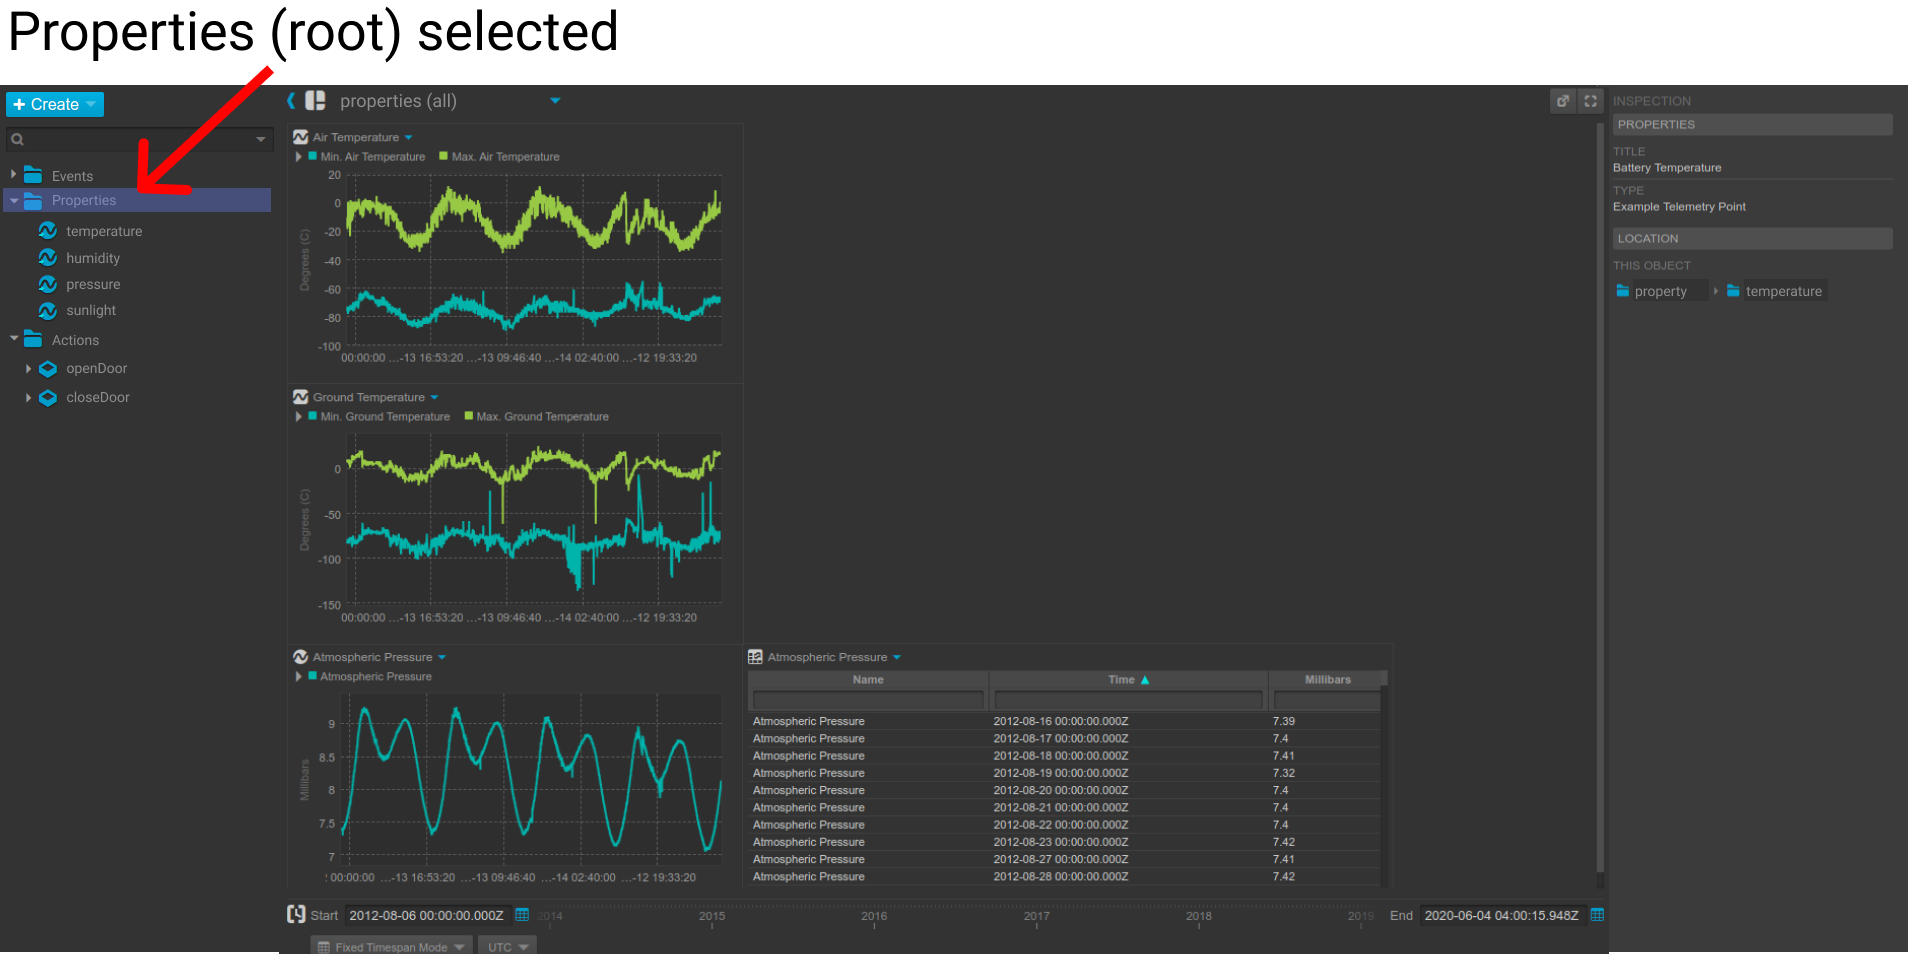 Properties (root) selected
+ Create
Events
Properties
temperature
humidity
pressure
sunlight
Actions
openDoor
closeDoor
properties (all)
Air Temperature
Min. Air Temperature Max. Air Temperature
20
0
-20
-40
-60
-80
-100
Degrees (C)
00:00:00 ...-13 16:53:20 ...-13 09:46:40 ...-14 02:40:00 ...-12 19:33:20
Ground Temperature
Min. Ground Temperature Max. Ground Temperature
0
-50
-100
-150
Degrees (C)
00:00:00 ...-13 16:53:20 ...-13 09:46:40 ...-14 02:40:00 ...-12 19:33:20
Atmospheric Pressure
Atmospheric Pressure
9
8.5
8
7.5
7
Millibars
: 00:00:00 ...-13 16:53:20 ...-13 09:46:40 ...-14 02:40:00 ...-12 19:33:20
Atmospheric Pressure
Name Time Millibars
Atmospheric Pressure 2012-08-16 00:00:00.000Z 7.39
Atmospheric Pressure 2012-08-17 00:00:00.000Z 7.4
Atmospheric Pressure 2012-08-18 00:00:00.000Z 7.41
Atmospheric Pressure 2012-08-19 00:00:00.000Z 7.32
Atmospheric Pressure 2012-08-20 00:00:00.000Z 7.4
Atmospheric Pressure 2012-08-21 00:00:00.000Z 7.4
Atmospheric Pressure 2012-08-22 00:00:00.000Z 7.4
Atmospheric Pressure 2012-08-23 00:00:00.000Z 7.42
Atmospheric Pressure 2012-08-27 00:00:00.000Z 7.41
Atmospheric Pressure 2012-08-28 00:00:00.000Z 7.42
Start 2012-08-06 00:00:00.000Z 2014 2015 2016 2017 2018 2019 End 2020-06-04 04:00:15.948Z
Fixed Timespan Mode UTC
INSPECTION
PROPERTIES
TITLE
Battery Temperature
TYPE
Example Telemetry Point
LOCATION
THIS OBJECT
property temperature